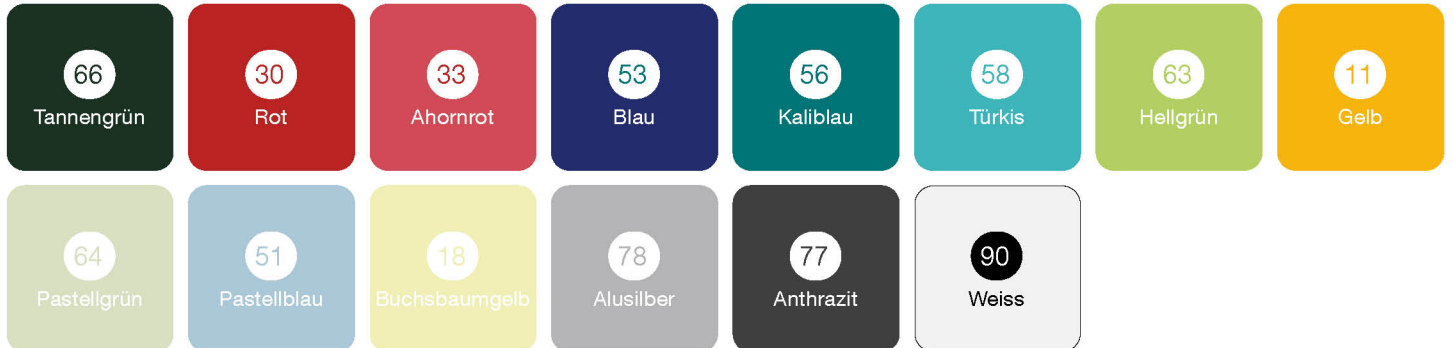 66
Tannengrün
30
Rot
33
Ahornrot
53
Blau
56
Kaliblau
58
Türkis
63
Hellgrün
11
Gelb
64
Pastellgrün
51
Pastellblau
18
Buchsbaumgelb
78
Alusilber
77
Anthrazit
90
Weiss